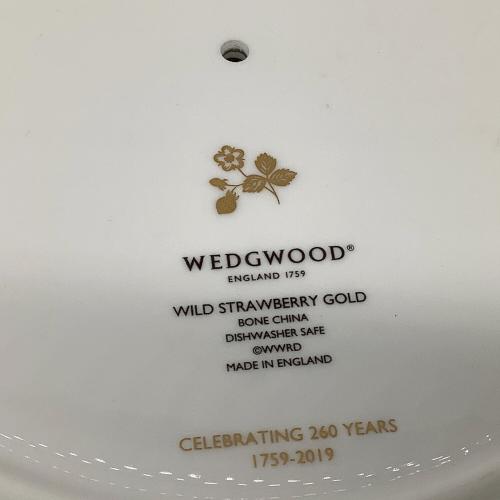 WEDGWOOD®
ENGLAND 1759
WILD STRAWBERRY GOLD
BONE CHINA
DISHWASHER SAFE
©WWRD
MADE IN ENGLAND
CELEBRATING 260 YEARS
1759-2019